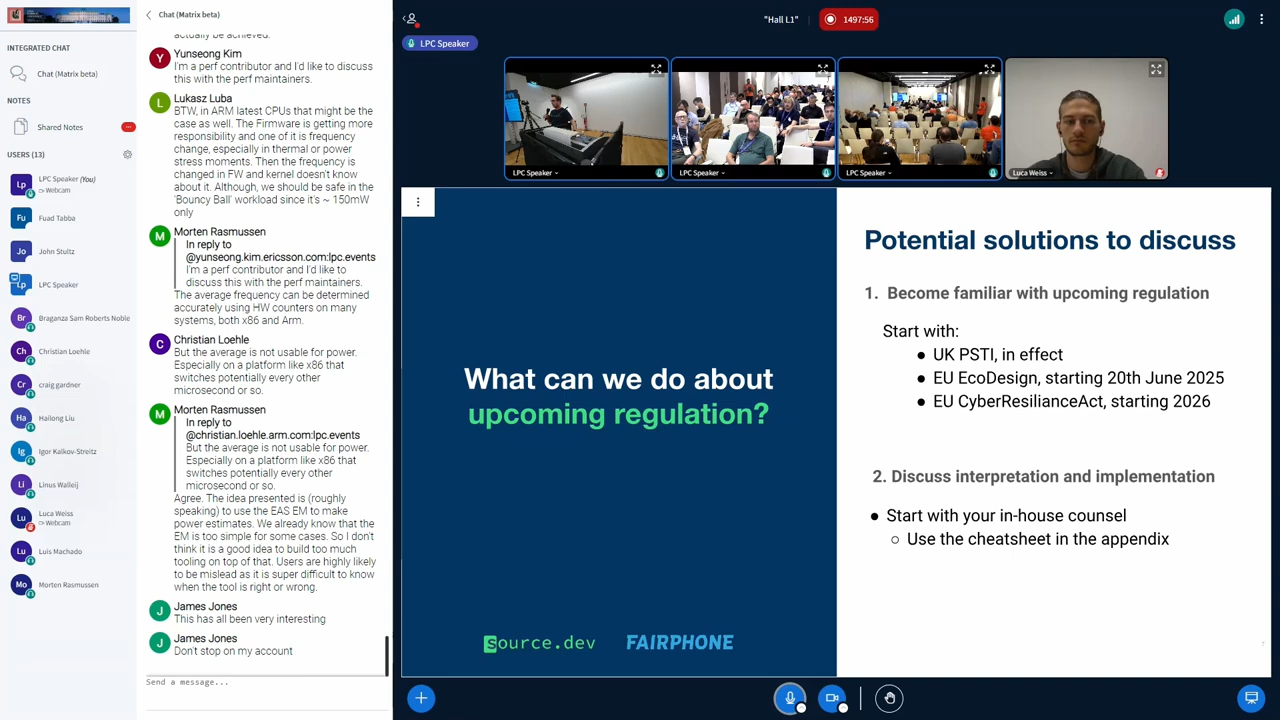 INTEGRATED CHAT
Chat (Matrix beta)
NOTES
Shared Notes
USERS (13)
Lp
LPC Speaker (You)
Webcam
Fu
Fuad Tabba
Jo
John Stultz
Lp
LPC Speaker
Br
Braganza Sam Roberts Noble
Ch
Christian Loehle
Cr
craig gardner
Ha
Hailong Liu
Ig
Igor Kalkov-Streitz
Li
Linus Walleij
Lu
Luca Weiss
Webcam
Lu
Luis Machado
Mo
Morten Rasmussen
Chat (Matrix beta)
actually be achieved.
Y
Yunseong Kim
I'm a perf contributor and I'd like to discuss
this with the perf maintainers.
L
Lukasz Luba
BTW, in ARM latest CPUs that might be the
case as well. The Firmware is getting more
responsibility and one of it is frequency
change, especially in thermal or power
stress moments. Then the frequency is
changed in FW and kernel doesn't know
about it. Although, we should be safe in the
'Bouncy Ball' workload since it's ~ 150mW
only
M
Morten Rasmussen
In reply to
@yunseong.kim.ericsson.com:lpc.events
I'm a perf contributor and I'd like to
discuss this with the perf maintainers.
The average frequency can be determined
accurately using HW counters on many
systems, both x86 and Arm.
C
Christian Loehle
But the average is not usable for power.
Especially on a platform like x86 that
switches potentially every other
microsecond or so.
M
Morten Rasmussen
In reply to
@christian.loehle.arm.com:lpc.events
But the average is not usable for power.
Especially on a platform like x86 that
switches potentially every other
microsecond or so.
Agree. The idea presented is (roughly
speaking) to use the EAS EM to make
power estimates. We already know that the
EM is too simple for some cases. So I don't
think it is a good idea to build too much
tooling on top of that. Users are highly likely
to be mislead as it is super difficult to know
when the tool is right or wrong.
J
James Jones
This has all been very interesting
J
James Jones
Don't stop on my account
Send a message...
"Hall L1"
1497:56
LPC Speaker
LPC Speaker
LPC Speaker
LPC Speaker
Luca Weiss
What can we do about
upcoming regulation?
source.dev
FAIRPHONE
Potential solutions to discuss
1. Become familiar with upcoming regulation
Start with:
● UK PSTI, in effect
● EU EcoDesign, starting 20th June 2025
● EU CyberResilianceAct, starting 2026
2. Discuss interpretation and implementation
● Start with your in-house counsel
○ Use the cheatsheet in the appendix